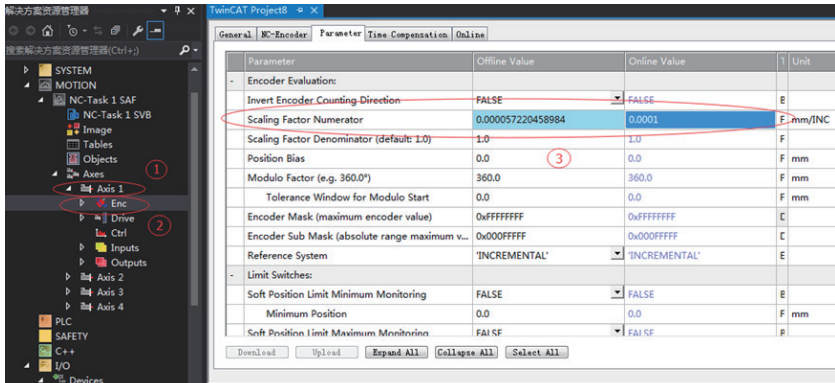 解决方案资源管理器
搜索解决方案资源管理器(Ctrl+;)
SYSTEM
MOTION
NC-Task 1 SAF
NC-Task 1 SVB
Image
Tables
Objects
Axes
①
Axis 1
Enc
②
Drive
Ctrl
Inputs
Outputs
Axis 2
Axis 3
Axis 4
PLC
SAFETY
C++
I/O
Devices
TwinCAT Project8
General NC-Encoder Parameter Time Compensation Online
Parameter Offline Value Online Value T Unit
- Encoder Evaluation:
Invert Encoder Counting Direction FALSE FALSE E
Scaling Factor Numerator 0.000057220458984 0.0001 F mm/INC
Scaling Factor Denominator (default: 1.0) 1.0 1.0 F
Position Bias 0.0 ③ 0.0 F mm
Modulo Factor (e.g. 360.0°) 360.0 360.0 F mm
Tolerance Window for Modulo Start 0.0 0.0 F mm
Encoder Mask (maximum encoder value) 0xFFFFFFFF 0xFFFFFFFF
Encoder Sub Mask (absolute range maximum v... 0x000FFFFF 0x000FFFFF
Reference System 'INCREMENTAL' 'INCREMENTAL' E
- Limit Switches:
Soft Position Limit Minimum Monitoring FALSE FALSE E
Minimum Position 0.0 0.0 F mm
Soft Position Limit Maximum Monitoring FALSE FALSE
Download Upload Expand All Collapse All Select All